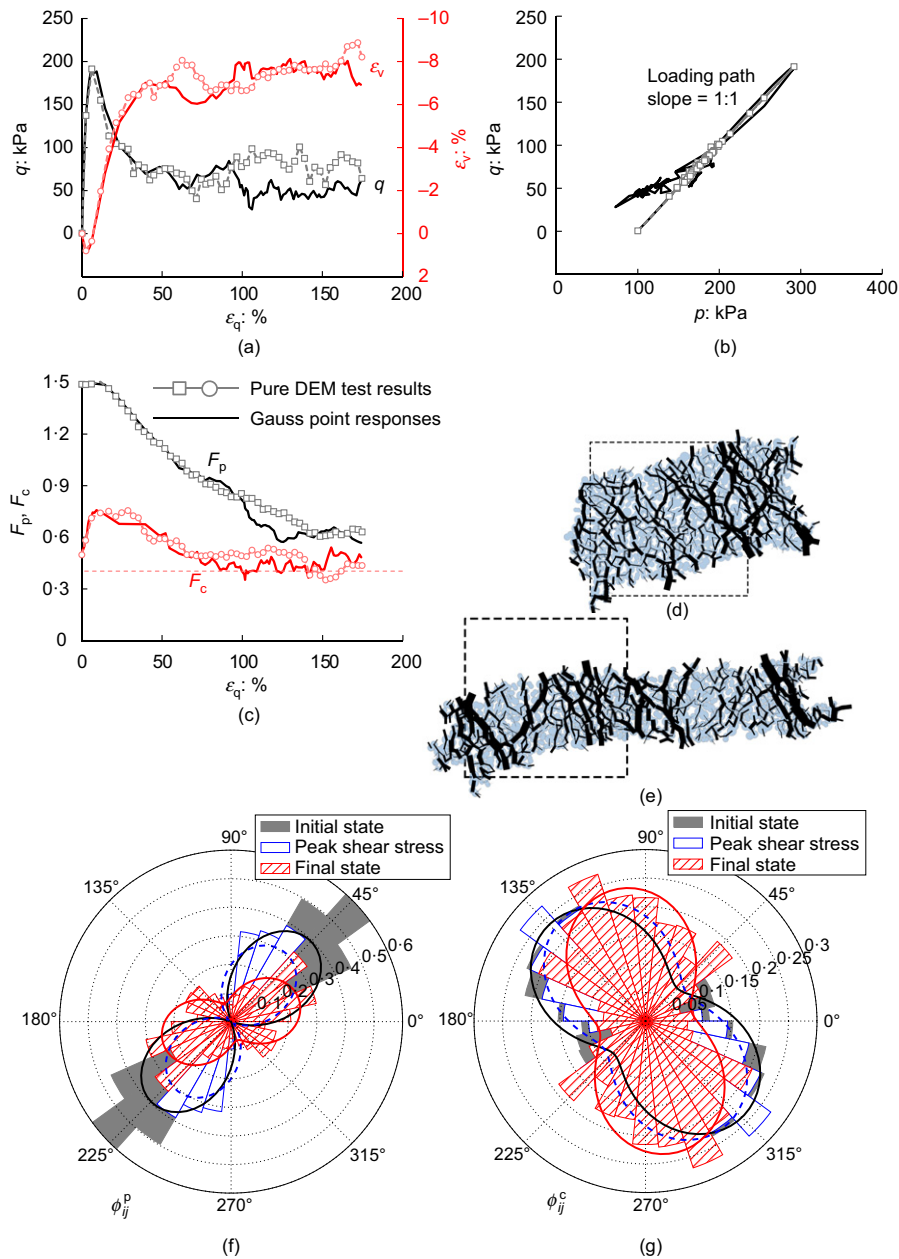 250
200
150
100
50
0
q: kPa
–10
–8
–6
–4
–2
0
2
εv: %
εv
q
0
50
100
150
200
εq: %
(a)
250
200
150
100
50
0
q: kPa
Loading path
slope = 1:1
0
100
200
300
400
p: kPa
(b)
1·5
1·2
0·9
0·6
0·3
0
Fp, Fc
Pure DEM test results
Gauss point responses
Fp
Fc
0
50
100
150
200
εq: %
(c)
(d)
(e)
Initial state
Peak shear stress
Final state
90°
135°
45°
180°
0°
225°
315°
270°
0·1
0·2
0·3
0·4
0·5
0·6
ϕijp
(f)
Initial state
Peak shear stress
Final state
90°
135°
45°
180°
0°
225°
315°
270°
0·05
0·1
0·15
0·2
0·25
0·3
ϕijc
(g)